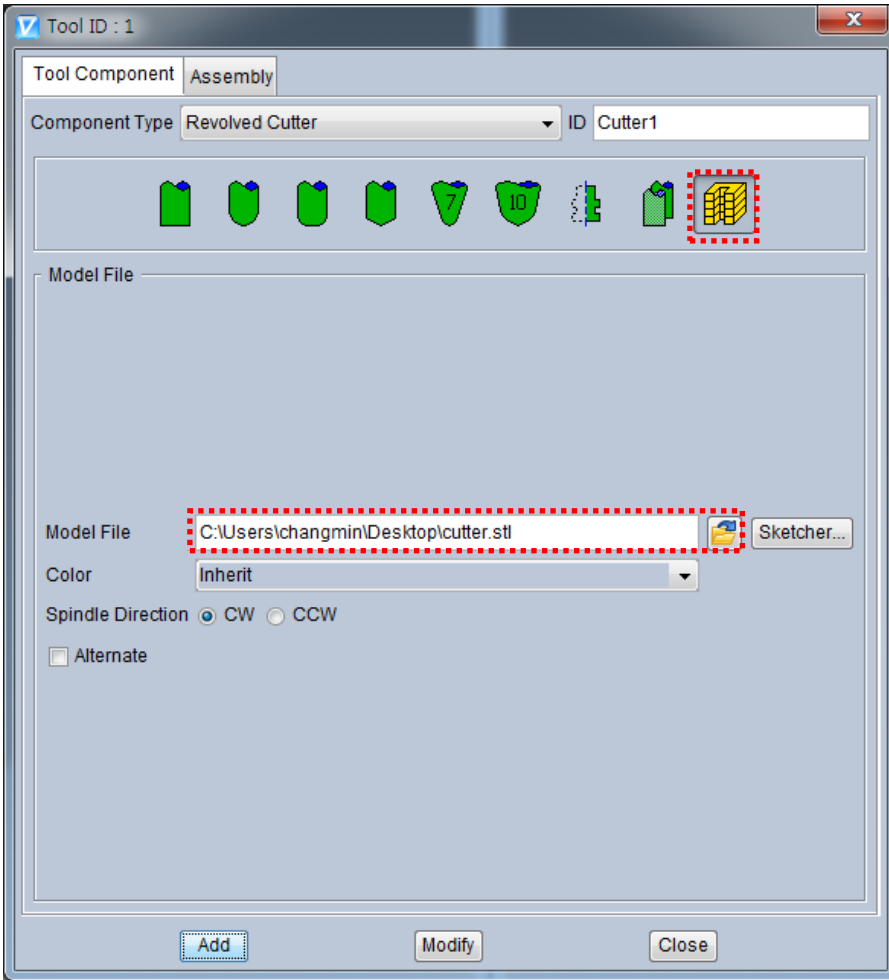 Tool ID : 1
Tool Component Assembly
Component Type Revolved Cutter ID Cutter1
7 10
Model File
Model File C:\Users\changmin\Desktop\cutter.stl Sketcher...
Color Inherit
Spindle Direction CW CCW
Alternate
Add Modify Close